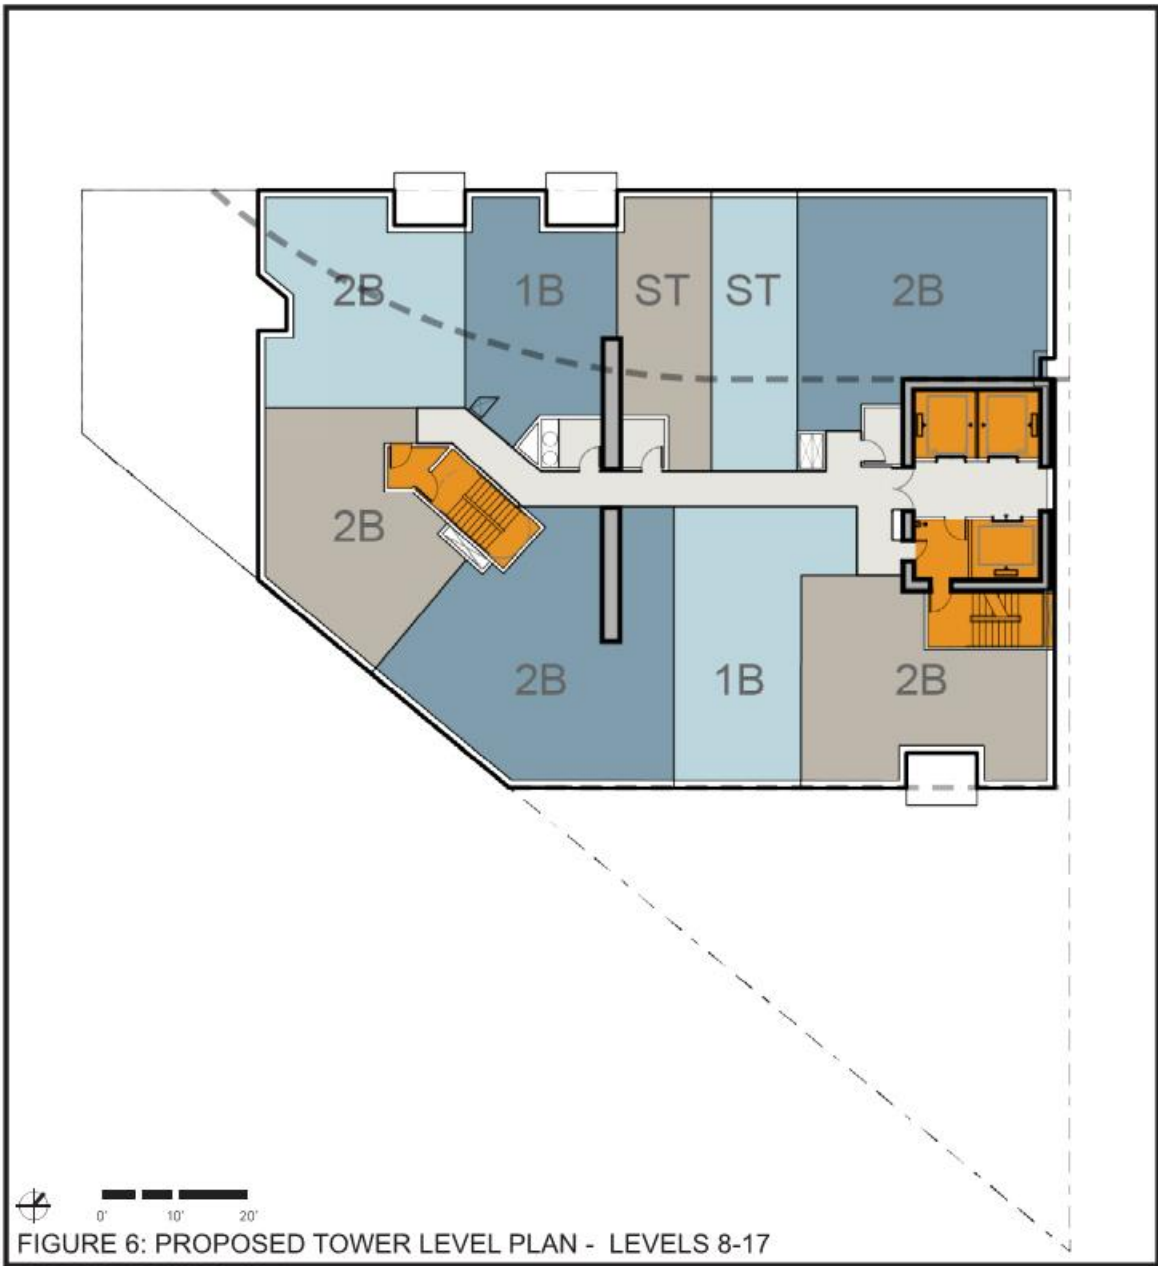 2B 1B ST ST 2B
2B
2B 1B 2B
0' 10' 20'
FIGURE 6: PROPOSED TOWER LEVEL PLAN - LEVELS 8-17